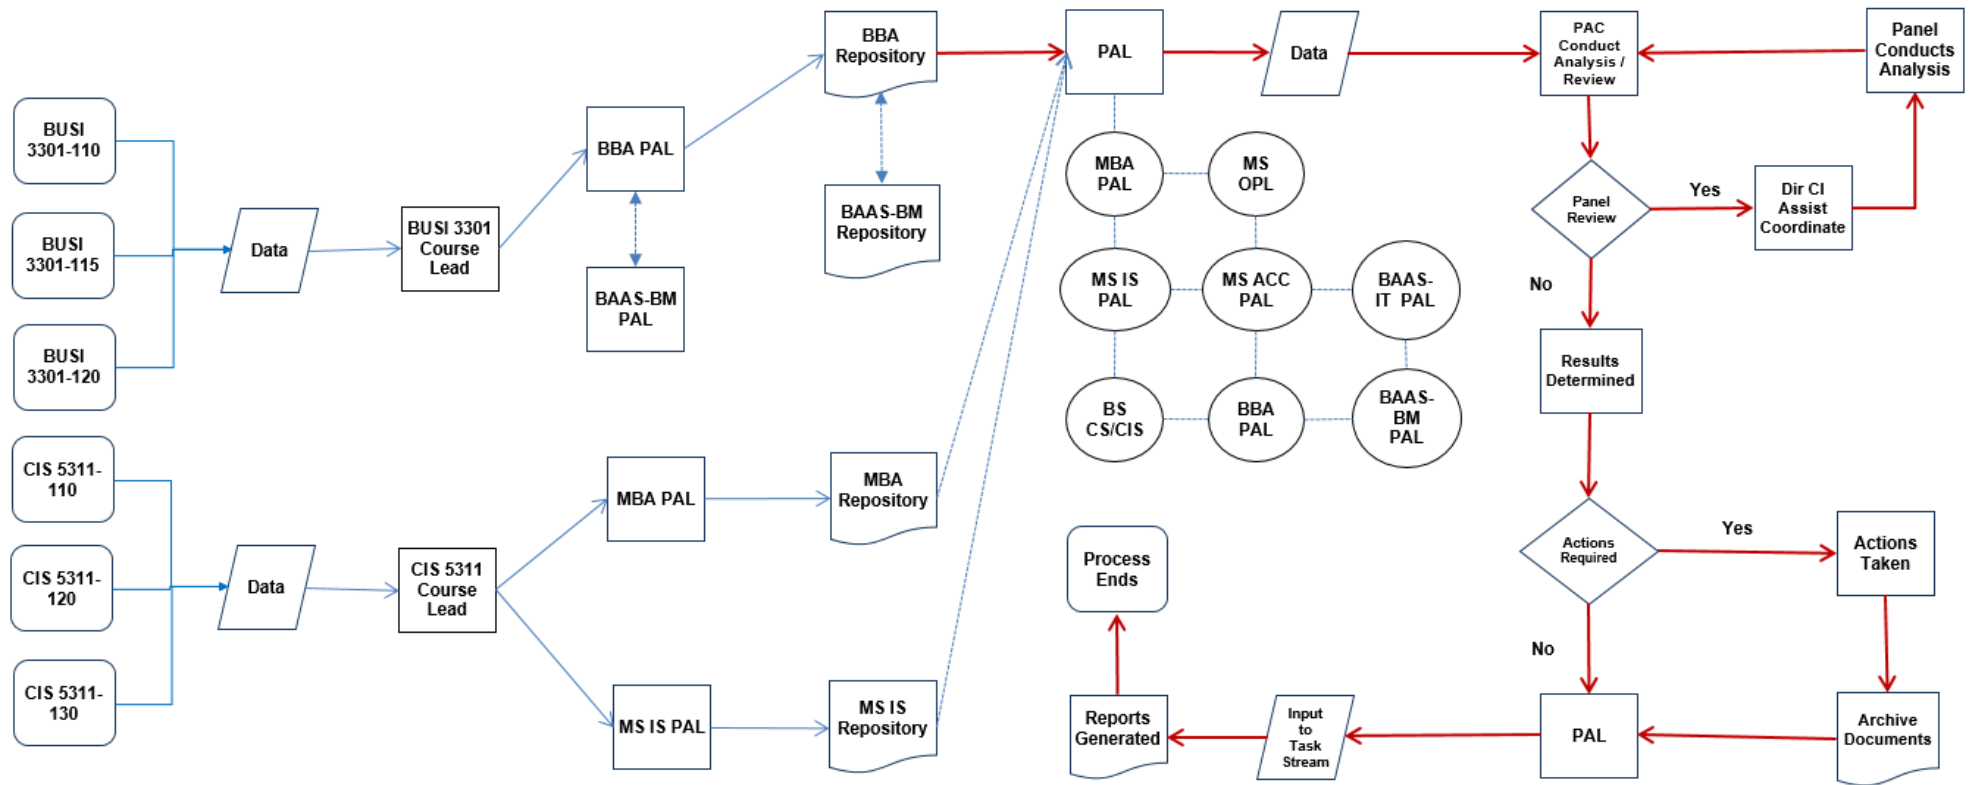 BUSI
3301-110
BUSI
3301-115
BUSI
3301-120
Data
BUSI 3301
Course
Lead
BBA PAL
BAAS-BM
PAL
BBA
Repository
BAAS-BM
Repository
CIS 5311-
110
CIS 5311-
120
CIS 5311-
130
Data
CIS 5311
Course
Lead
MBA PAL
MS IS PAL
MBA
Repository
MS IS
Repository
PAL
Data
PAC
Conduct
Analysis /
Review
Panel
Conducts
Analysis
MBA
PAL
MS
OPL
MS IS
PAL
MS ACC
PAL
BAAS-
IT PAL
BS
CS/CIS
BBA
PAL
BAAS-
BM
PAL
Panel
Review
Yes
Dir CI
Assist
Coordinate
No
Results
Determined
Actions
Required
Yes
Actions
Taken
No
PAL
Archive
Documents
Input
to
Task
Stream
Reports
Generated
Process
Ends